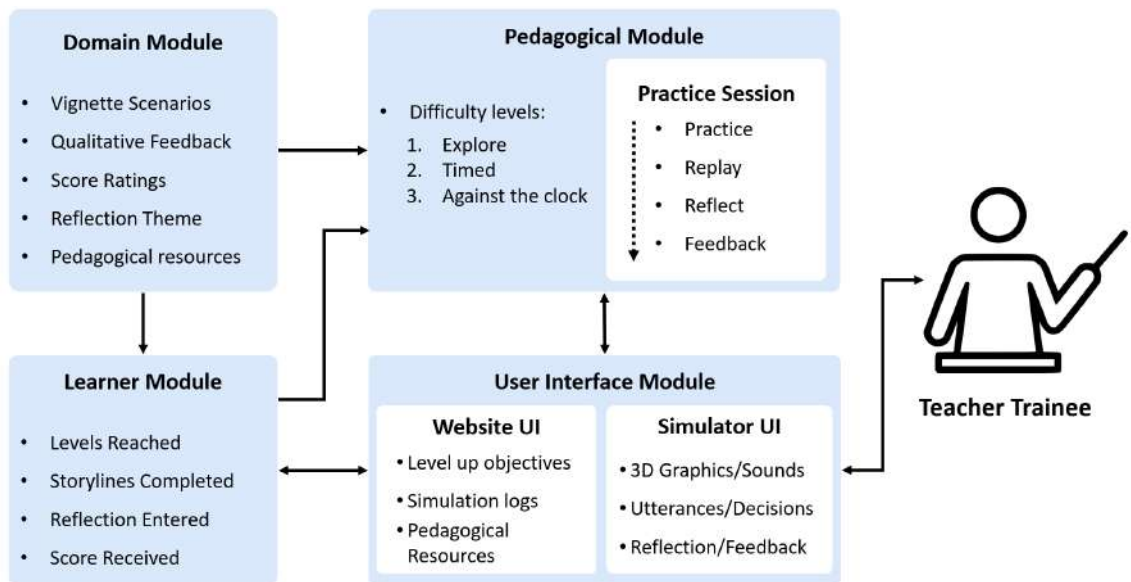 Domain Module
• Vignette Scenarios
• Qualitative Feedback
• Score Ratings
• Reflection Theme
• Pedagogical resources
Pedagogical Module
• Difficulty levels:
1. Explore
2. Timed
3. Against the clock
Practice Session
• Practice
• Replay
• Reflect
• Feedback
Learner Module
• Levels Reached
• Storylines Completed
• Reflection Entered
• Score Received
User Interface Module
Website UI
• Level up objectives
• Simulation logs
• Pedagogical
Resources
Simulator UI
• 3D Graphics/Sounds
• Utterances/Decisions
• Reflection/Feedback
Teacher Trainee